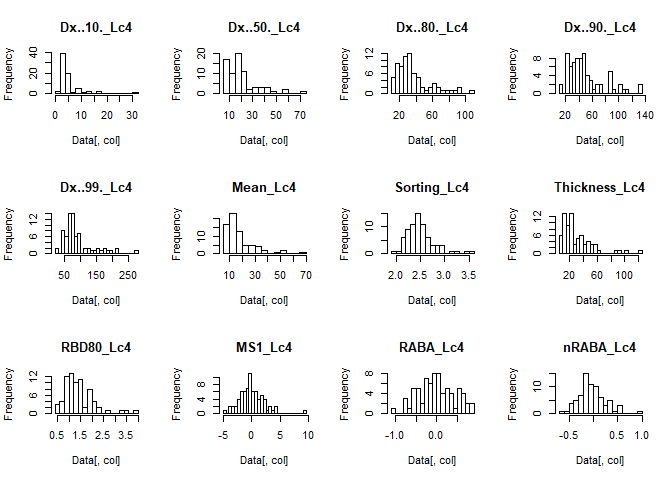 Dx..10._Lc4 Dx..50._Lc4 Dx..80._Lc4 Dx..90._Lc4
Frequency Frequency Frequency Frequency
0 20 40 0 10 20 0 6 12 0 4 8
0 10 20 30 10 30 50 70 20 60 100 20 60 100 140
Data[, col] Data[, col] Data[, col] Data[, col]
Dx..99._Lc4 Mean_Lc4 Sorting_Lc4 Thickness_Lc4
Frequency Frequency Frequency Frequency
0 6 12 0 10 0 10 0 6 12
50 150 250 10 30 50 70 2.0 2.5 3.0 3.5 20 60 100
Data[, col] Data[, col] Data[, col] Data[, col]
RBD80_Lc4 MS1_Lc4 RABA_Lc4 nRABA_Lc4
Frequency Frequency Frequency Frequency
0 6 12 0 6 0 4 8 0 10
0.5 1.5 2.5 3.5 -5 0 5 10 -1.0 0.0 -0.5 0.0 0.5 1.0
Data[, col] Data[, col] Data[, col] Data[, col]